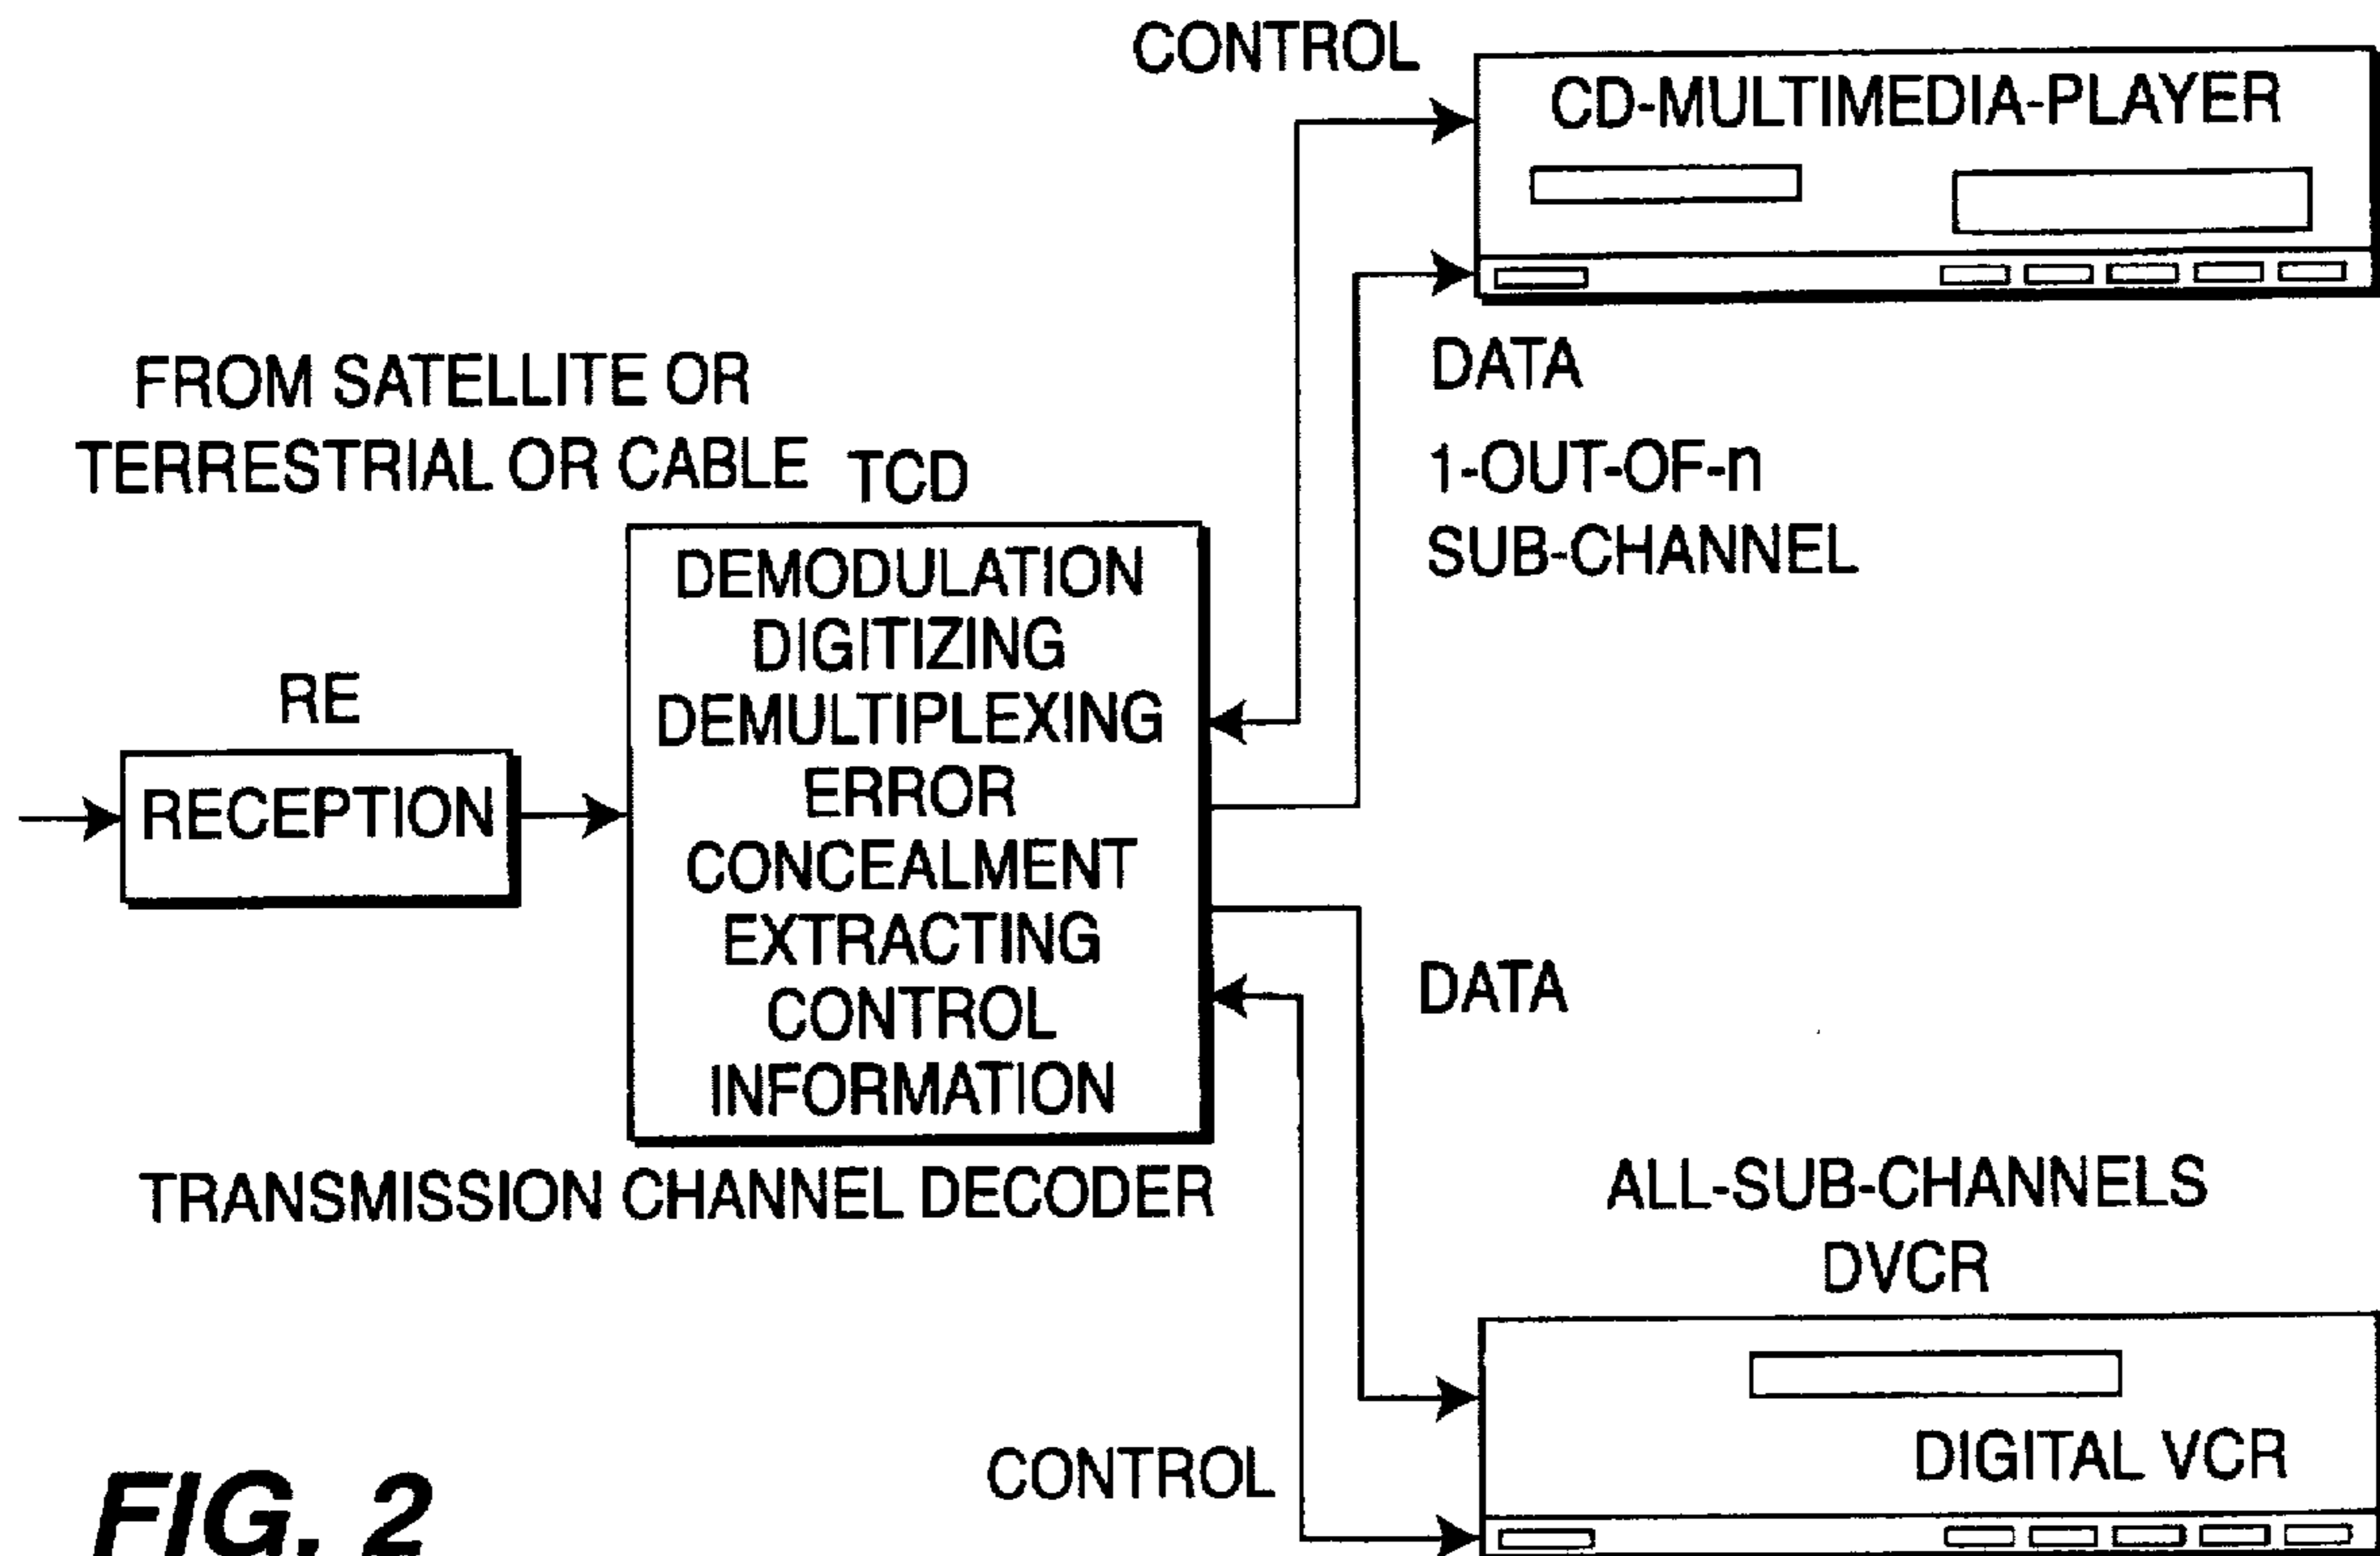 CONTROL
CD-MULTIMEDIA-PLAYER
FROM SATELLITE OR
TERRESTRIAL OR CABLE
TCD
DATA
1-OUT-OF-n
SUB-CHANNEL
RE
RECEPTION
DEMODULATION
DIGITIZING
DEMULTIPLEXING
ERROR
CONCEALMENT
EXTRACTING
CONTROL
INFORMATION
TRANSMISSION CHANNEL DECODER
DATA
ALL-SUB-CHANNELS
DVCR
DIGITAL VCR
CONTROL
FIG. 2